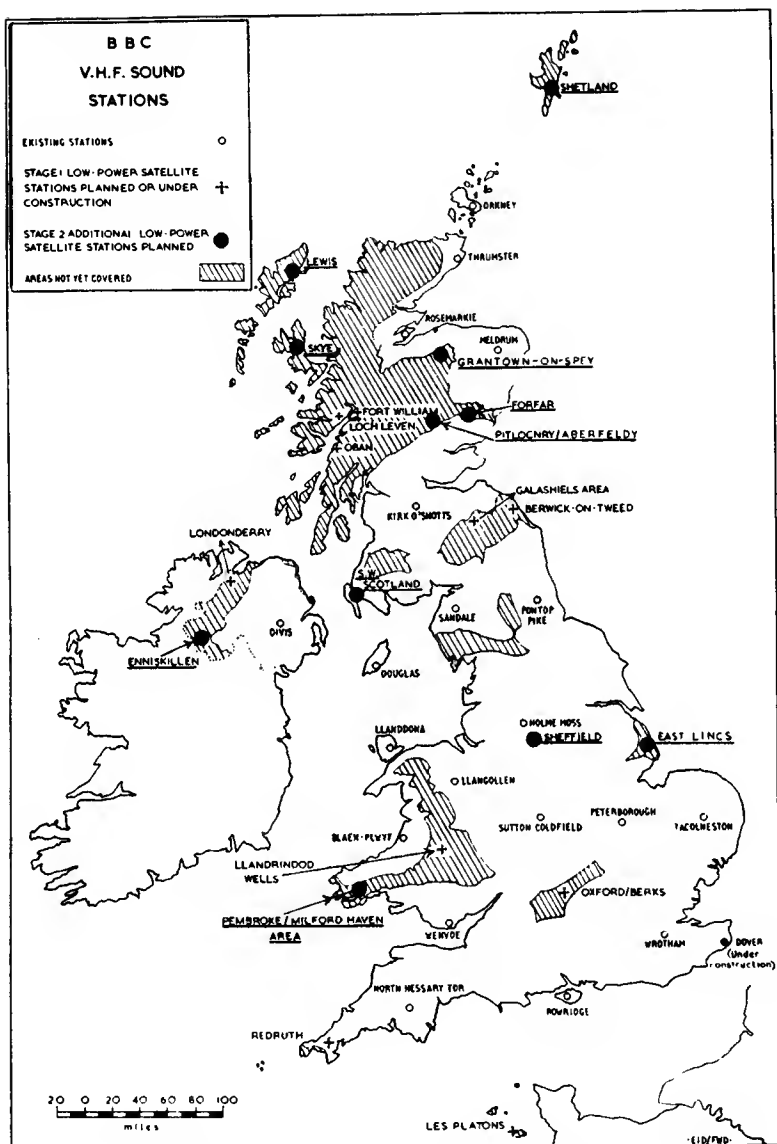 B B C
V.H.F. SOUND
STATIONS
EXISTING STATIONS
STAGE 1 LOW-POWER SATELLITE
STATIONS PLANNED OR UNDER
CONSTRUCTION
STAGE 2 ADDITIONAL LOW-POWER
SATELLITE STATIONS PLANNED
AREAS NOT YET COVERED
SHETLAND
ORKNEY
THRUMSTER
LEWIS
ROSEMARKIE
MELDRUM
SKYE
GRANTOWN-ON-SPEY
FORT WILLIAM
FORFAR
LOCH LEVEN
PITLOCNRY/ABERFELDY
OBAN
GALASHIELS AREA
KIRK O'SHOTTS
BERWICK-ON-TWEED
LONDONDERRY
S.W.
SCOTLAND
SANDALE
PONTOP
PIKE
DIVIS
ENNISKILLEN
DOUGLAS
HOLME MOSS
SHEFFIELD
EAST LINCS
LLANDDONA
LLANGOLLEN
BLAEN-PLWYF
SUTTON COLDFIELD
PETERBOROUGH
TACOLNESTON
LLANDRINDOD
WELLS
OXFORD/BERKS
PEMBROKE/MILFORD HAVEN
AREA
WENVOE
WROTHAM
DOVER
(Under
construction)
NORTH HESSARY TOR
ROWRIDGE
REDRUTH
20 0 20 40 60 80 100
miles
LES PLATONS